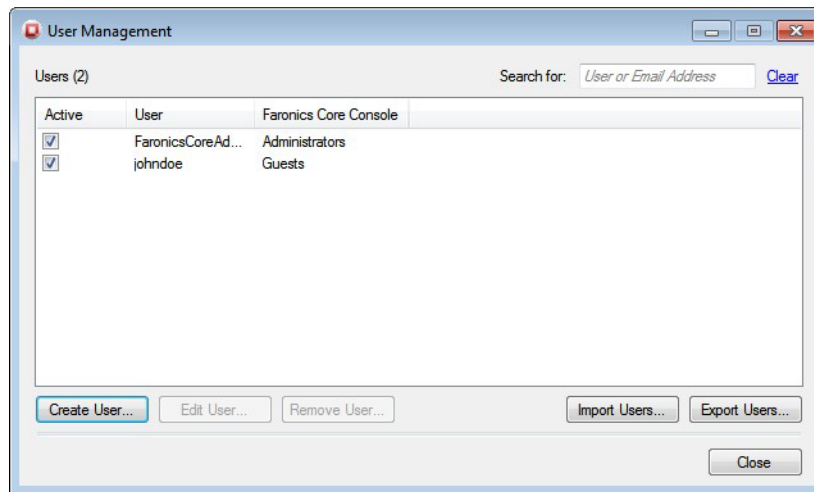 User Management
Users (2)
Search for: User or Email Address Clear
Active User Faronics Core Console
FaronicsCoreAd... Administrators
johndoe Guests
Create User... Edit User... Remove User... Import Users... Export Users...
Close